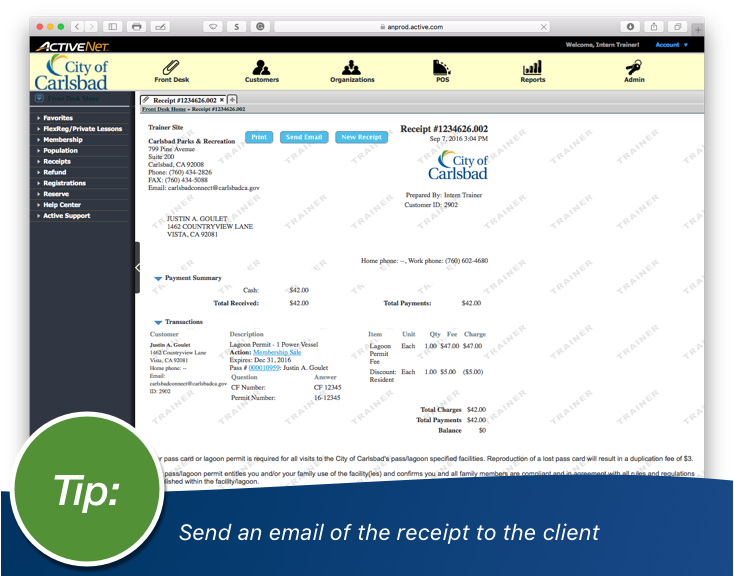 anprod.active.com
ACTIVENET
Welcome, Intern Trainer! Account
City of Carlsbad
Front Desk
Customers
Organizations
POS
Reports
Admin
Front Desk Menu
Receipt #1234626.002
Front Desk Home » Receipt #1234626.002
Favorites
FlexReg/Private Lessons
Membership
Population
Receipts
Refund
Registrations
Reserve
Help Center
Active Support
Trainer Site
Carlsbad Parks & Recreation
799 Pine Avenue
Suite 200
Carlsbad, CA 92008
Phone: (760) 434-2826
FAX: (760) 434-5088
Email: carlsbadconnect@carlsbadca.gov
Print
Send Email
New Receipt
Receipt #1234626.002
Sep 7, 2016 3:04 PM
City of Carlsbad
Prepared By: Intern Trainer
Customer ID: 2902
JUSTIN A. GOULET
1462 COUNTRYVIEW LANE
VISTA, CA 92081
Home phone: --, Work phone: (760) 602-4680
Payment Summary
Cash: $42.00
Total Received: $42.00 Total Payments: $42.00
Transactions
Customer Description Item Unit Qty Fee Charge
Justin A. Goulet
1462 Countryview Lane
Vista, CA 92081
Home phone: --
Email:
carlsbadconnect@carlsbadca.gov
ID: 2902
Lagoon Permit - 1 Power Vessel
Action: Membership Sale
Expires: Dec 31, 2016
Pass # 000010959: Justin A. Goulet
Question Answer
CF Number: CF 12345
Permit Number: 16-12345
Lagoon Permit Fee Each 1.00 $47.00 $47.00
Discount: Resident Each 1.00 $5.00 ($5.00)
Total Charges $42.00
Total Payments $42.00
Balance $0
TRAINER
r pass card or lagoon permit is required for all visits to the City of Carlsbad's pass/lagoon specified facilities. Reproduction of a lost pass card will result in a duplication fee of $3.
pass/lagoon permit entitles you and/or your family use of the facility(ies) and confirms you and all family members are compliant and in agreement with all rules and regulations
lished within the facility/lagoon.
Tip:
Send an email of the receipt to the client